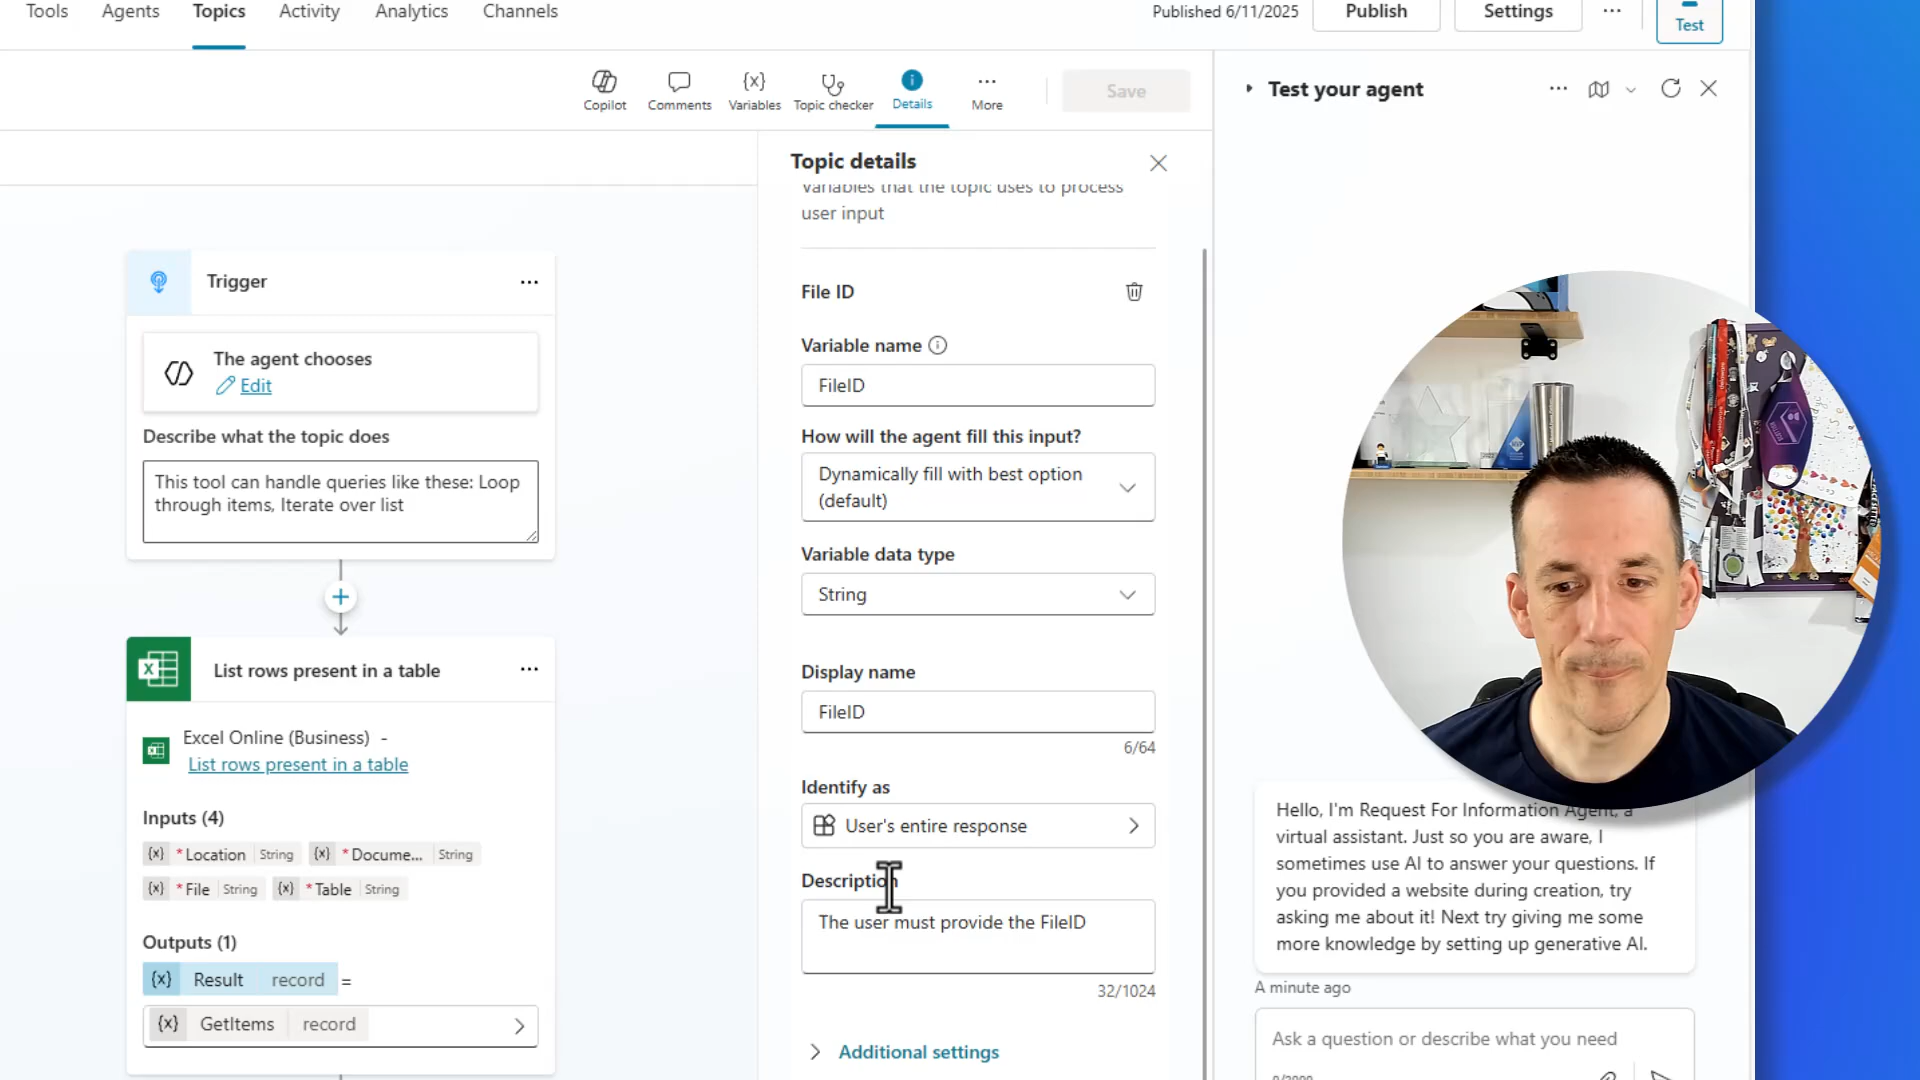 Tools Agents Topics Activity Analytics Channels
Published 6/11/2025 Publish Settings ... Test
Copilot Comments {x} Variables Topic checker Details More Save
Topic details
Variables that the topic uses to process
user input
File ID
Variable name
FileID
How will the agent fill this input?
Dynamically fill with best option
(default)
Variable data type
String
Display name
FileID
6/64
Identify as
User's entire response
Description
The user must provide the FileID
32/1024
Additional settings
Trigger ...
The agent chooses
Edit
Describe what the topic does
This tool can handle queries like these: Loop
through items, Iterate over list
List rows present in a table ...
Excel Online (Business) -
List rows present in a table
Inputs (4)
{x} *Location String {x} *Docume... String
{x} *File String {x} *Table String
Outputs (1)
{x} Result record =
{x} GetItems record
Test your agent ...
Hello, I'm Request For Information Agent, a
virtual assistant. Just so you are aware, I
sometimes use AI to answer your questions. If
you provided a website during creation, try
asking me about it! Next try giving me some
more knowledge by setting up generative AI.
A minute ago
Ask a question or describe what you need